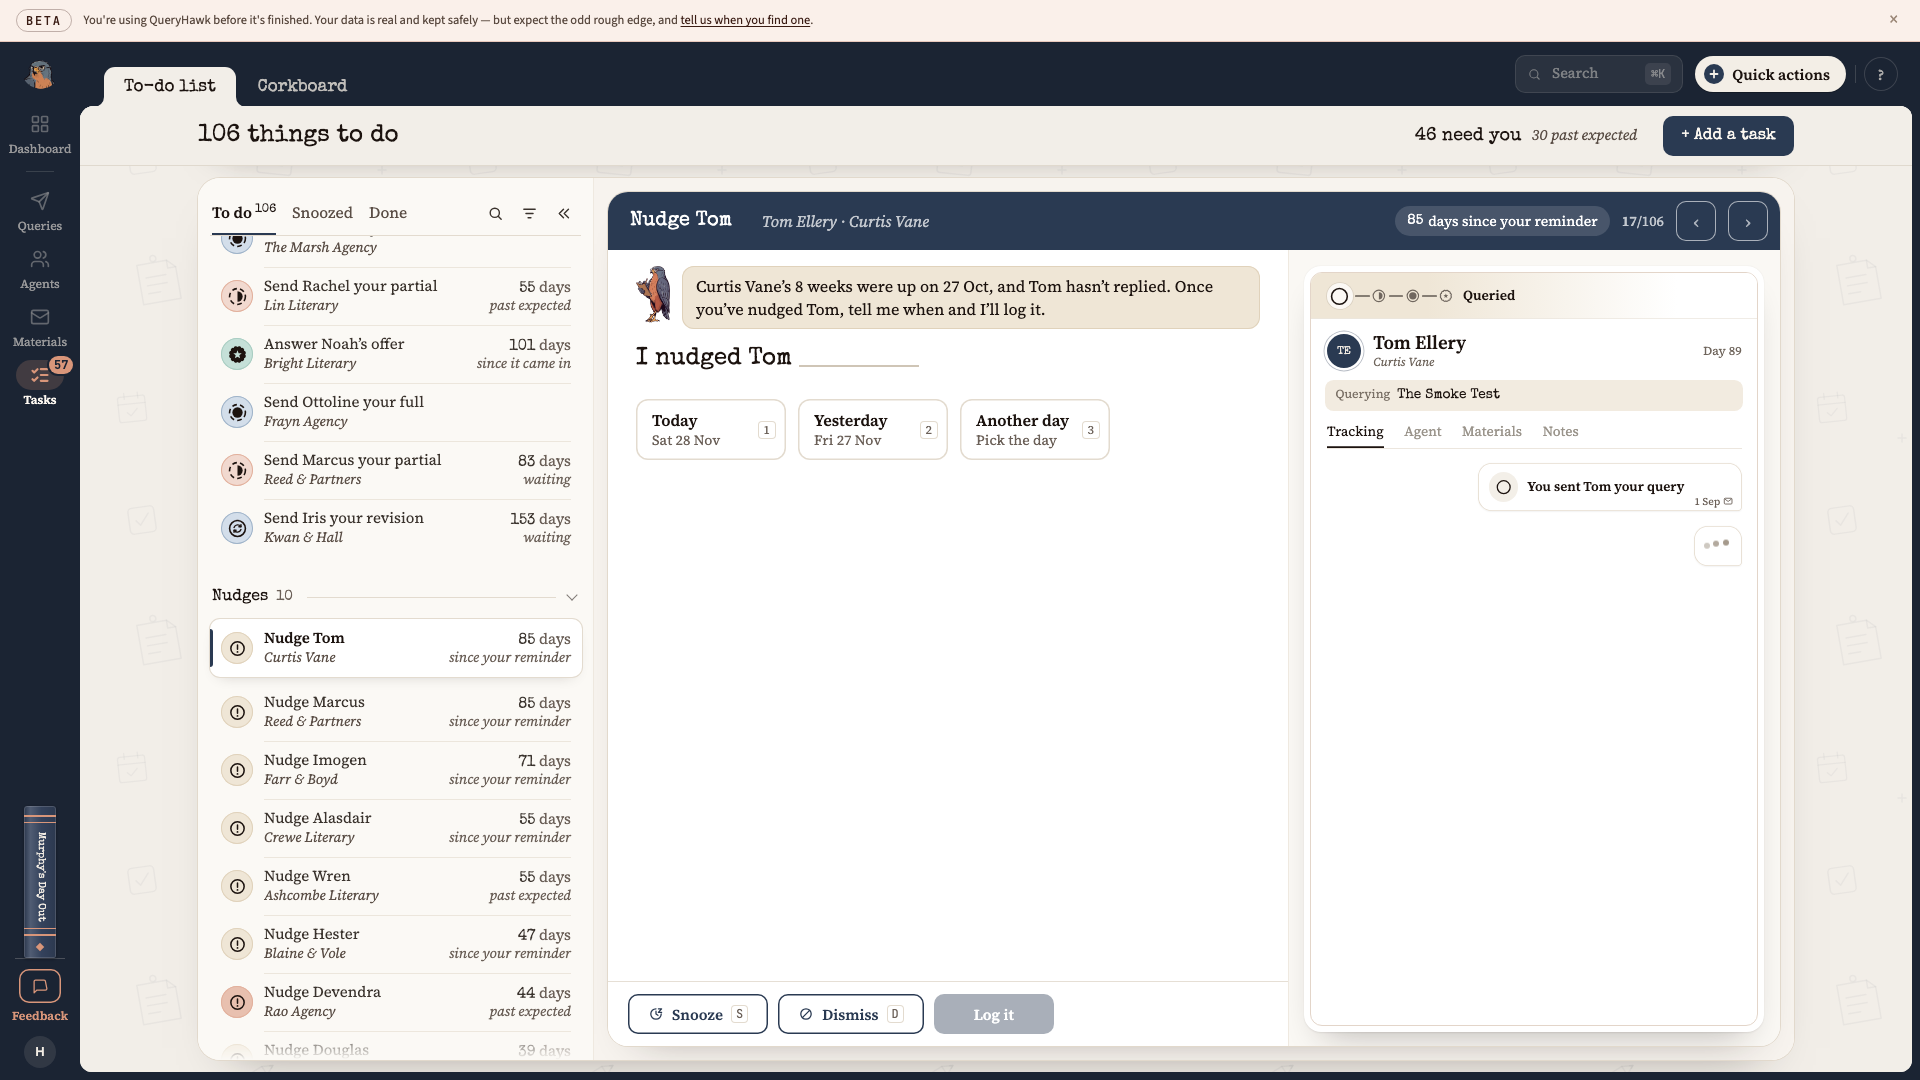 BETA You're using QueryHawk before it's finished. Your data is real and kept safely — but expect the odd rough edge, and tell us when you find one. ×
To-do list
Corkboard
Search ⌘K
+ Quick actions
?
Dashboard
Queries
Agents
Materials
57
Tasks
Murphy's Day Out
Feedback
H
106 things to do
46 need you 30 past expected
+ Add a task
To do 106 Snoozed Done
The Marsh Agency
Send Rachel your partial 55 days
Lin Literary past expected
Answer Noah's offer 101 days
Bright Literary since it came in
Send Ottoline your full
Frayn Agency
Send Marcus your partial 83 days
Reed & Partners waiting
Send Iris your revision 153 days
Kwan & Hall waiting
Nudges 10
Nudge Tom 85 days
Curtis Vane since your reminder
Nudge Marcus 85 days
Reed & Partners since your reminder
Nudge Imogen 71 days
Farr & Boyd since your reminder
Nudge Alasdair 55 days
Crewe Literary since your reminder
Nudge Wren 55 days
Ashcombe Literary past expected
Nudge Hester 47 days
Blaine & Vole since your reminder
Nudge Devendra 44 days
Rao Agency past expected
Nudge Douglas 39 days
Nudge Tom Tom Ellery · Curtis Vane 85 days since your reminder 17/106 ‹ ›
Curtis Vane's 8 weeks were up on 27 Oct, and Tom hasn't replied. Once
you've nudged Tom, tell me when and I'll log it.
I nudged Tom
Today
Sat 28 Nov
1
Yesterday
Fri 27 Nov
2
Another day
Pick the day
3
Snooze S
Dismiss D
Log it
Queried
TE
Tom Ellery
Curtis Vane
Day 89
Querying The Smoke Test
Tracking Agent Materials Notes
You sent Tom your query
1 Sep